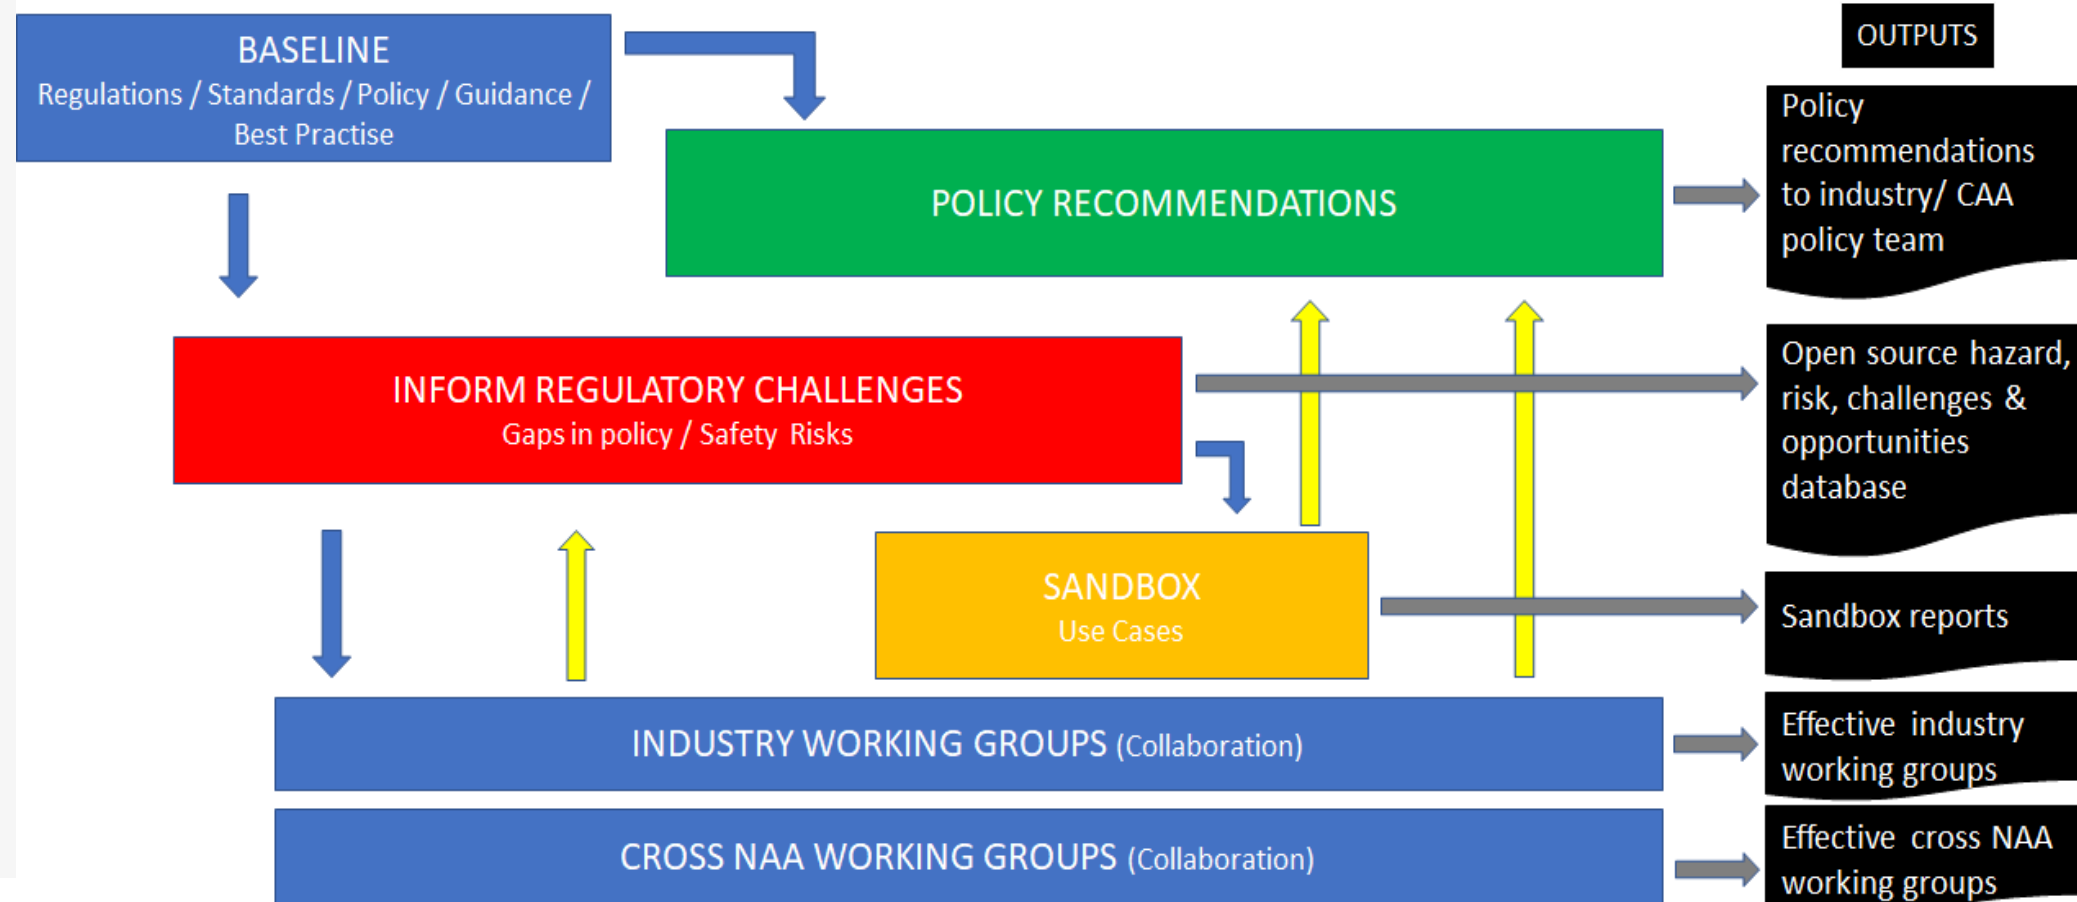 BASELINE
Regulations / Standards / Policy / Guidance /
Best Practise
OUTPUTS
POLICY RECOMMENDATIONS
Policy
recommendations
to industry/ CAA
policy team
INFORM REGULATORY CHALLENGES
Gaps in policy / Safety Risks
Open source hazard,
risk, challenges &
opportunities
database
SANDBOX
Use Cases
Sandbox reports
INDUSTRY WORKING GROUPS (Collaboration)
Effective industry
working groups
CROSS NAA WORKING GROUPS (Collaboration)
Effective cross NAA
working groups